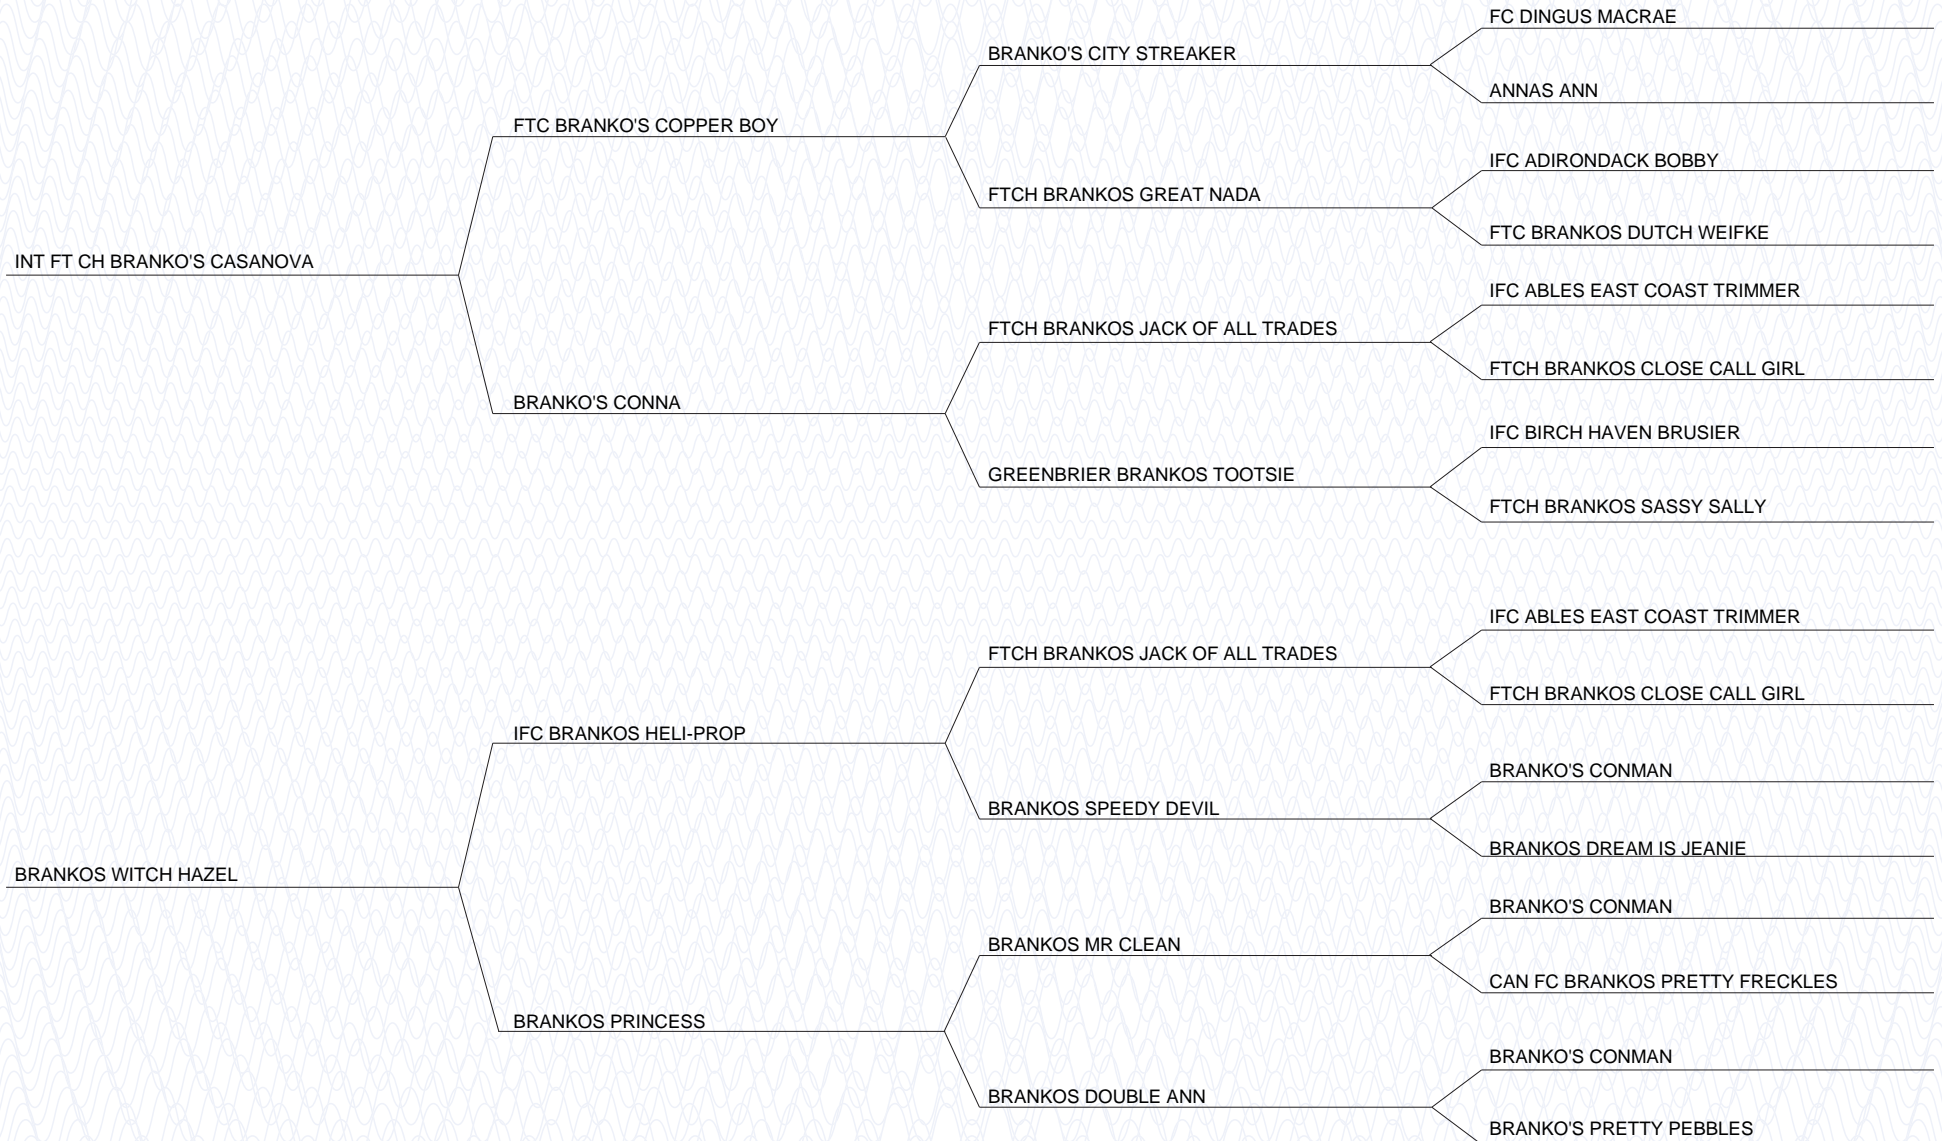 FC DINGUS MACRAE
BRANKO'S CITY STREAKER
ANNAS ANN
FTC BRANKO'S COPPER BOY
IFC ADIRONDACK BOBBY
FTCH BRANKOS GREAT NADA
FTC BRANKOS DUTCH WEIFKE
INT FT CH BRANKO'S CASANOVA
IFC ABLES EAST COAST TRIMMER
FTCH BRANKOS JACK OF ALL TRADES
FTCH BRANKOS CLOSE CALL GIRL
BRANKO'S CONNA
IFC BIRCH HAVEN BRUSIER
GREENBRIER BRANKOS TOOTSIE
FTCH BRANKOS SASSY SALLY
IFC ABLES EAST COAST TRIMMER
FTCH BRANKOS JACK OF ALL TRADES
FTCH BRANKOS CLOSE CALL GIRL
IFC BRANKOS HELI-PROP
BRANKO'S CONMAN
BRANKOS SPEEDY DEVIL
BRANKOS DREAM IS JEANIE
BRANKOS WITCH HAZEL
BRANKO'S CONMAN
BRANKOS MR CLEAN
CAN FC BRANKOS PRETTY FRECKLES
BRANKOS PRINCESS
BRANKO'S CONMAN
BRANKOS DOUBLE ANN
BRANKO'S PRETTY PEBBLES